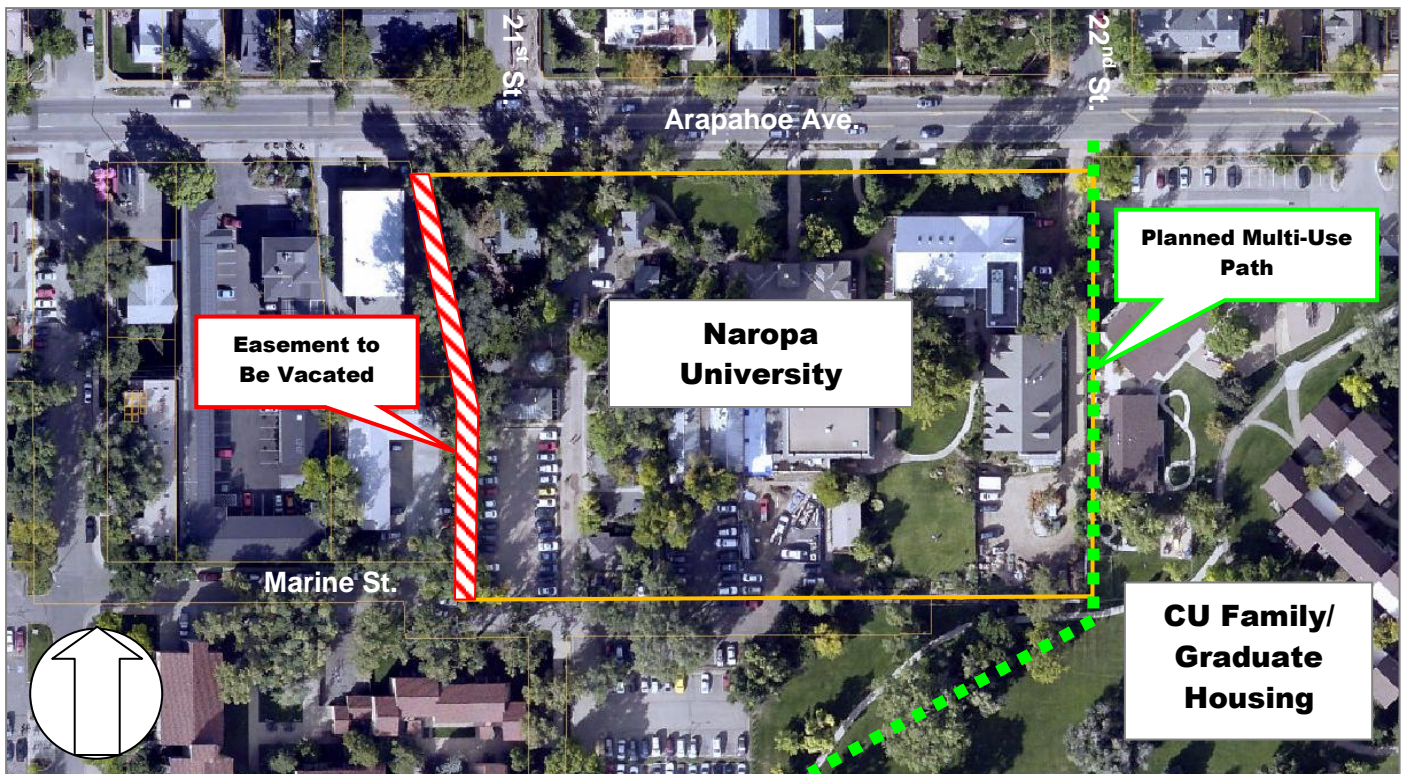 21st St.
22nd St.
Arapahoe Ave.
Planned Multi-Use
Path
Easement to
Be Vacated
Naropa
University
Marine St.
CU Family/
Graduate
Housing